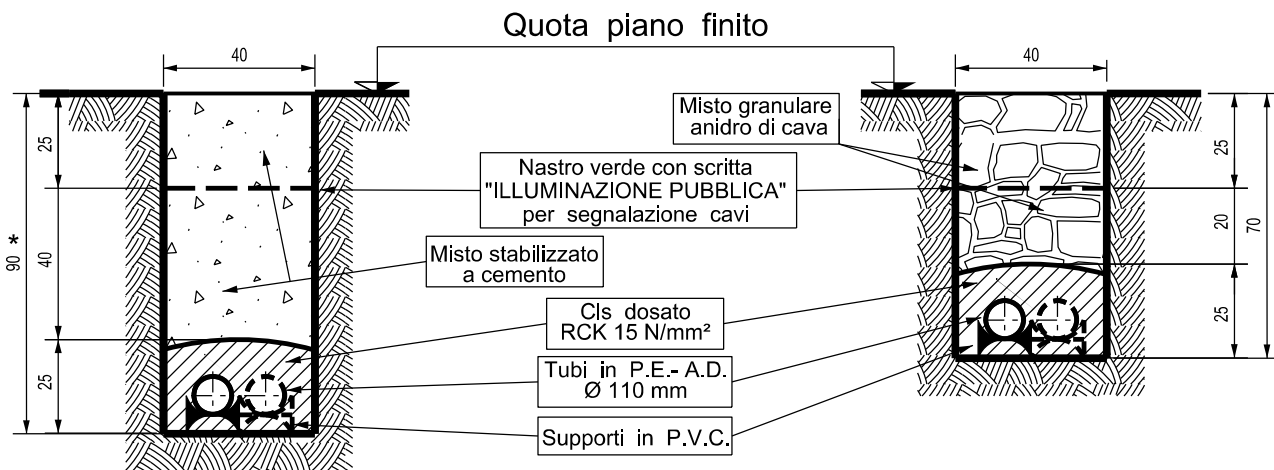 Quota piano finito
40
40
Misto granulare
anidro di cava
25
25
Nastro verde con scritta
"ILLUMINAZIONE PUBBLICA"
per segnalazione cavi
90 *
40
20
70
Misto stabilizzato
a cemento
Cls dosato
RCK 15 N/mm²
25
25
Tubi in P.E.- A.D.
Ø 110 mm
Supporti in P.V.C.